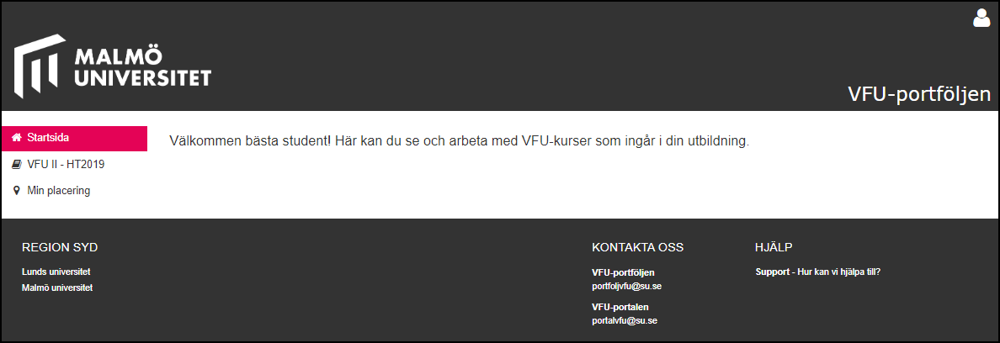 MALMÖ
UNIVERSITET
VFU-portföljen
Startsida
Välkommen bästa student! Här kan du se och arbeta med VFU-kurser som ingår i din utbildning.
VFU II - HT2019
Min placering
REGION SYD
Lunds universitet
Malmö universitet
KONTAKTA OSS
VFU-portföljen
portfoljvfu@su.se
VFU-portalen
portalvfu@su.se
HJÄLP
Support - Hur kan vi hjälpa till?